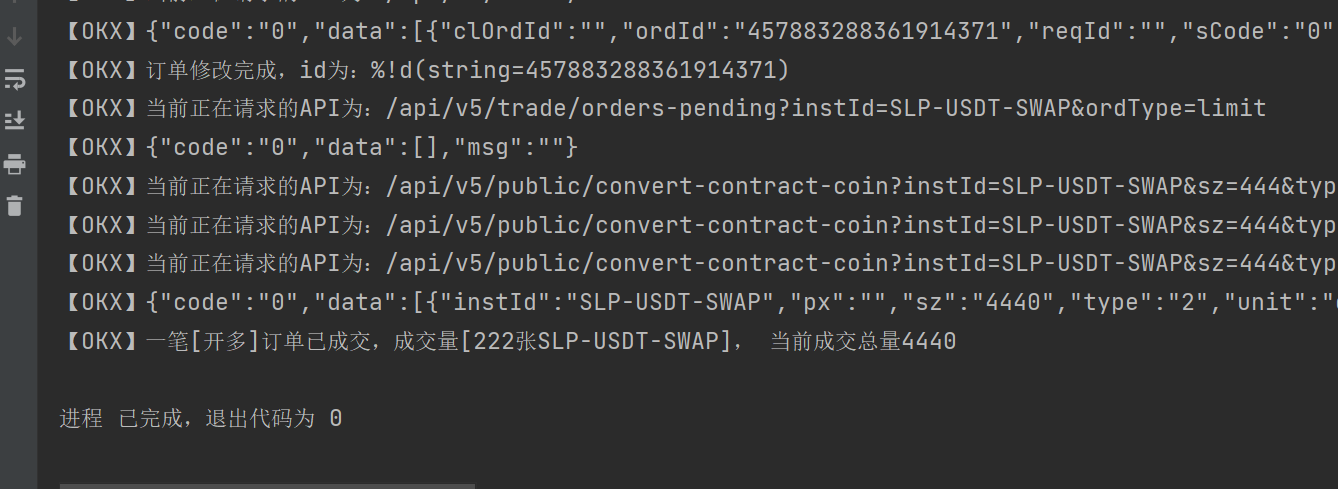 【OKX】{"code":"0","data":[{"clOrdId":"","ordId":"457883288361914371","reqId":"","sCode":"0"
【OKX】订单修改完成，id为：%!d(string=457883288361914371)
【OKX】当前正在请求的API为：/api/v5/trade/orders-pending?instId=SLP-USDT-SWAP&ordType=limit
【OKX】{"code":"0","data":[],"msg":""}
【OKX】当前正在请求的API为：/api/v5/public/convert-contract-coin?instId=SLP-USDT-SWAP&sz=444&typ
【OKX】当前正在请求的API为：/api/v5/public/convert-contract-coin?instId=SLP-USDT-SWAP&sz=444&typ
【OKX】当前正在请求的API为：/api/v5/public/convert-contract-coin?instId=SLP-USDT-SWAP&sz=444&typ
【OKX】{"code":"0","data":[{"instId":"SLP-USDT-SWAP","px":"","sz":"4440","type":"2","unit":"
【OKX】一笔[开多]订单已成交，成交量[222张SLP-USDT-SWAP]， 当前成交总量4440
进程 已完成，退出代码为 0